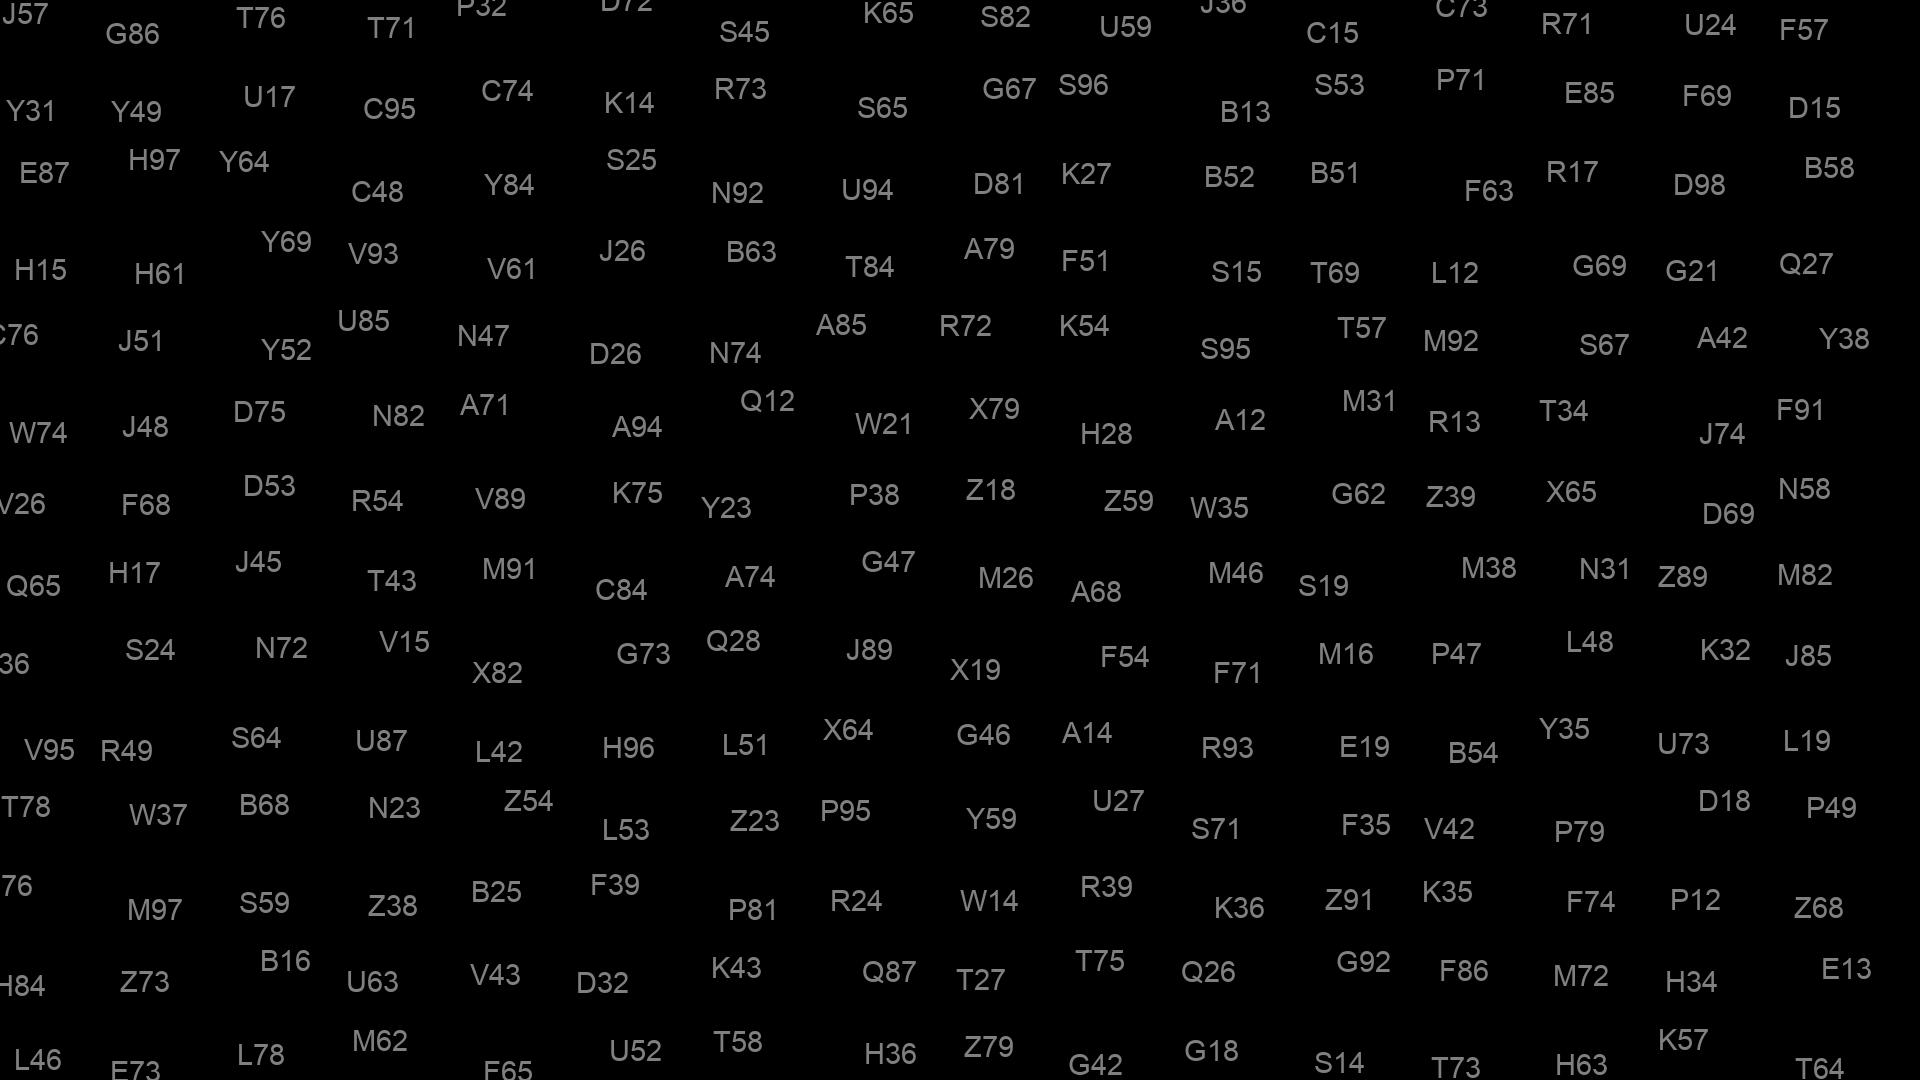 J57 G86 T76 T71 P32 D72 S45 K65 S82 U59 J36 C15 C73 R71 U24 F57
Y31 Y49 U17 C95 C74 K14 R73 S65 G67 S96 B13 S53 P71 E85 F69 D15
E87 H97 Y64 C48 Y84 S25 N92 U94 D81 K27 B52 B51 F63 R17 D98 B58
H15 H61 Y69 V93 V61 J26 B63 T84 A79 F51 S15 T69 L12 G69 G21 Q27
C76 J51 Y52 U85 N47 D26 N74 A85 R72 K54 S95 T57 M92 S67 A42 Y38
W74 J48 D75 N82 A71 A94 Q12 W21 X79 H28 A12 M31 R13 T34 J74 F91
V26 F68 D53 R54 V89 K75 Y23 P38 Z18 Z59 W35 G62 Z39 X65 D69 N58
Q65 H17 J45 T43 M91 C84 A74 G47 M26 A68 M46 S19 M38 N31 Z89 M82
36 S24 N72 V15 X82 G73 Q28 J89 X19 F54 F71 M16 P47 L48 K32 J85
V95 R49 S64 U87 L42 H96 L51 X64 G46 A14 R93 E19 B54 Y35 U73 L19
T78 W37 B68 N23 Z54 L53 Z23 P95 Y59 U27 S71 F35 V42 P79 D18 P49
76 M97 S59 Z38 B25 F39 P81 R24 W14 R39 K36 Z91 K35 F74 P12 Z68
H84 Z73 B16 U63 V43 D32 K43 Q87 T27 T75 Q26 G92 F86 M72 H34 E13
L46 E73 L78 M62 F65 U52 T58 H36 Z79 G42 G18 S14 T73 H63 K57 T64